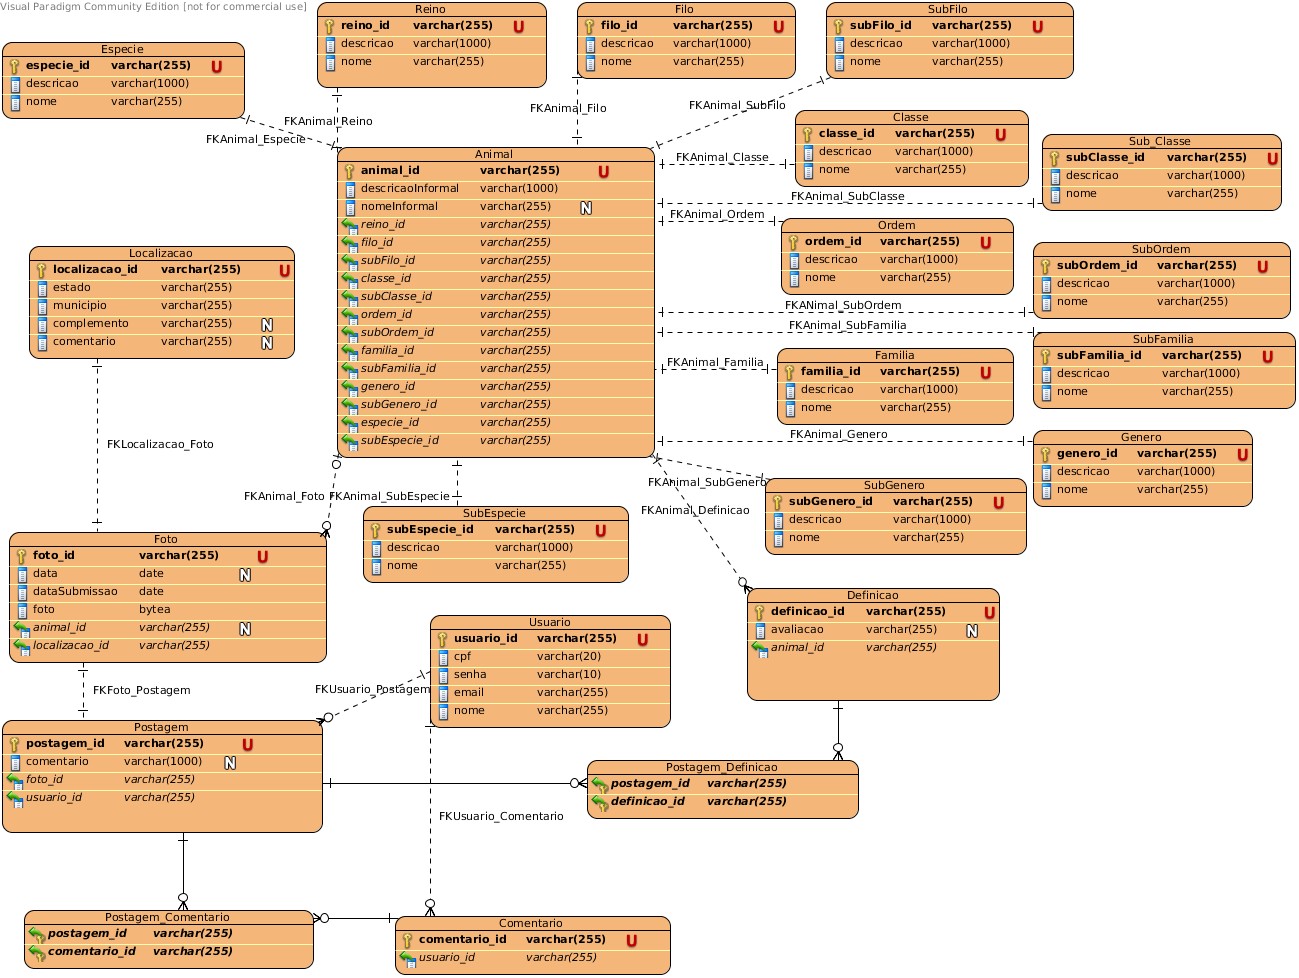 Visual Paradigm Community Edition [not for commercial use]
Reino
reino_id varchar(255) U
descricao varchar(1000)
nome varchar(255)
Filo
filo_id varchar(255) U
descricao varchar(1000)
nome varchar(255)
SubFilo
subFilo_id varchar(255) U
descricao varchar(1000)
nome varchar(255)
Especie
especie_id varchar(255) U
descricao varchar(1000)
nome varchar(255)
FKAnimal_Reino
FKAnimal_Especie
FKAnimal_Filo
FKAnimal_SubFilo
Classe
classe_id varchar(255) U
descricao varchar(1000)
nome varchar(255)
FKAnimal_Classe
Sub_Classe
subClasse_id varchar(255) U
descricao varchar(1000)
nome varchar(255)
FKAnimal_SubClasse
Animal
animal_id varchar(255) U
descricaoInformal varchar(1000)
nomeInformal varchar(255) N
reino_id varchar(255)
filo_id varchar(255)
subFilo_id varchar(255)
classe_id varchar(255)
subClasse_id varchar(255)
ordem_id varchar(255)
subOrdem_id varchar(255)
familia_id varchar(255)
subFamilia_id varchar(255)
genero_id varchar(255)
subGenero_id varchar(255)
especie_id varchar(255)
subEspecie_id varchar(255)
FKAnimal_Ordem
Ordem
ordem_id varchar(255) U
descricao varchar(1000)
nome varchar(255)
SubOrdem
subOrdem_id varchar(255) U
descricao varchar(1000)
nome varchar(255)
FKANimal_SubOrdem
FKAnimal_SubFamilia
SubFamilia
subFamilia_id varchar(255) U
descricao varchar(1000)
nome varchar(255)
FKAnimal_Familia
Familia
familia_id varchar(255) U
descricao varchar(1000)
nome varchar(255)
FKAnimal_Genero
Genero
genero_id varchar(255) U
descricao varchar(1000)
nome varchar(255)
Localizacao
localizacao_id varchar(255) U
estado varchar(255)
municipio varchar(255)
complemento varchar(255) N
comentario varchar(255) N
FKLocalizacao_Foto
FKAnimal_Foto
FKAnimal_SubEspecie
FKAnimal_SubGenero
FKAnimal_Definicao
SubGenero
subGenero_id varchar(255) U
descricao varchar(1000)
nome varchar(255)
SubEspecie
subEspecie_id varchar(255) U
descricao varchar(1000)
nome varchar(255)
Foto
foto_id varchar(255) U
data date N
dataSubmissao date
foto bytea
animal_id varchar(255) N
localizacao_id varchar(255)
Definicao
definicao_id varchar(255) U
avaliacao varchar(255) N
animal_id varchar(255)
Usuario
usuario_id varchar(255) U
cpf varchar(20)
senha varchar(10)
email varchar(255)
nome varchar(255)
FKFoto_Postagem
FKUsuario_Postagem
Postagem
postagem_id varchar(255) U
comentario varchar(1000) N
foto_id varchar(255)
usuario_id varchar(255)
Postagem_Definicao
postagem_id varchar(255)
definicao_id varchar(255)
FKUsuario_Comentario
Postagem_Comentario
postagem_id varchar(255)
comentario_id varchar(255)
Comentario
comentario_id varchar(255) U
usuario_id varchar(255)